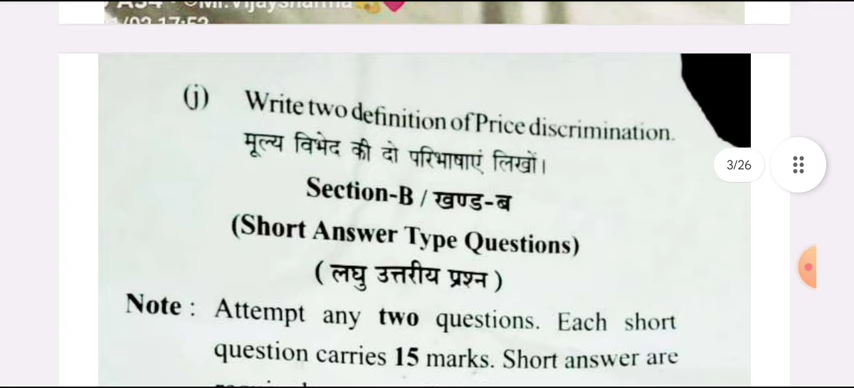 (j) Write two definition of Price discrimination.
मूल्य विभेद की दो परिभाषाएं लिखों।
Section-B / खण्ड-ब
(Short Answer Type Questions)
( लघु उत्तरीय प्रश्न )
Note : Attempt any two questions. Each short
question carries 15 marks. Short answer are
3/26